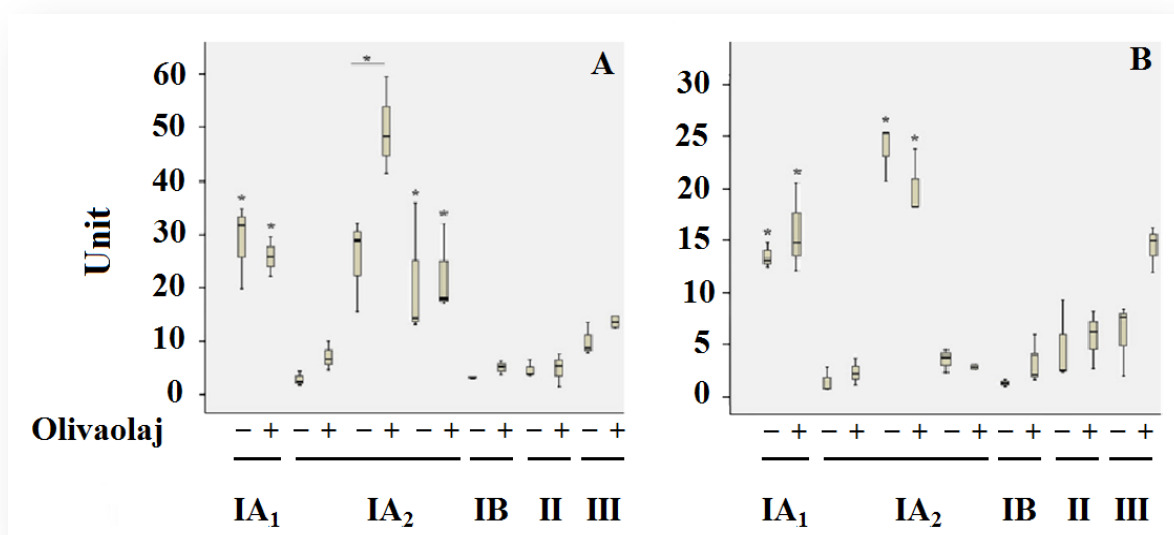 A
60
50
40
30
20
10
0
Unit
* * * * *
Olivaolaj
− + − + − + − + − + − + − +
IA₁ IA₂ IB II III
B
30
25
20
15
10
5
0
* * * *
− + − + − + − + − + − + − +
IA₁ IA₂ IB II III